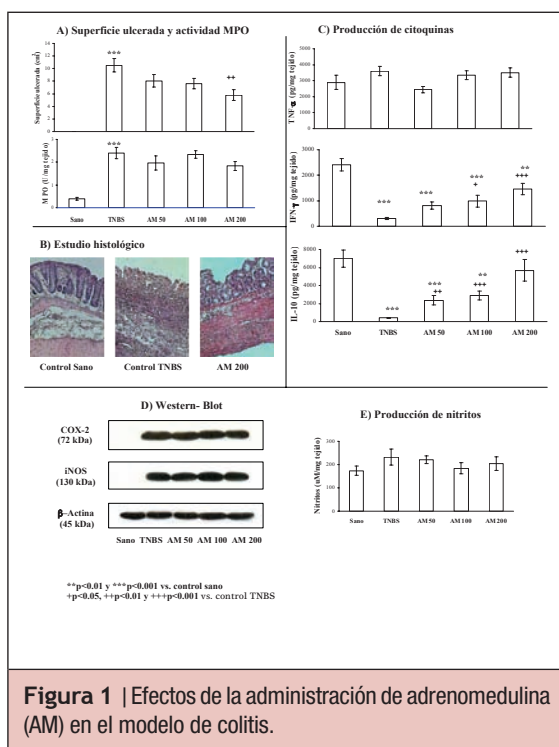 A) Superficie ulcerada y actividad MPO
Superficie ulcerada (cm²)
12
10
8
6
4
2
0
***
++
MPO (U/mg tejido)
3
2
1
0
***
Sano TNBS AM 50 AM 100 AM 200
B) Estudio histológico
Control Sano Control TNBS AM 200
C) Producción de citoquinas
TNF-α (pg/mg tejido)
5000
4000
3000
2000
1000
0
IFN-γ (pg/mg tejido)
3000
2000
1000
0
***
***
***
+
**
+++
IL-10 (pg/mg tejido)
8000
6000
4000
2000
0
***
***
++
**
+++
+++
Sano TNBS AM 50 AM 100 AM 200
D) Western- Blot
COX-2
(72 kDa)
iNOS
(130 kDa)
β–Actina
(45 kDa)
Sano TNBS AM 50 AM 100 AM 200
E) Producción de nitritos
Nitritos (uM/mg tejido)
300
200
100
0
Sano TNBS AM 50 AM 100 AM 200
**p<0.01 y ***p<0.001 vs. control sano
+p<0.05, ++p<0.01 y +++p<0.001 vs. control TNBS
Figura 1 | Efectos de la administración de adrenomedulina
(AM) en el modelo de colitis.